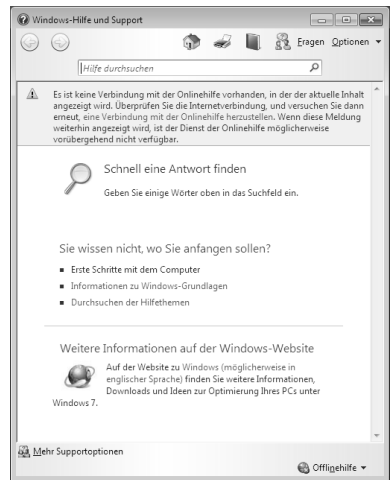 Windows-Hilfe und Support
Fragen Optionen
Hilfe durchsuchen
Es ist keine Verbindung mit der Onlinehilfe vorhanden, in der der aktuelle Inhalt
angezeigt wird. Überprüfen Sie die Internetverbindung, und versuchen Sie dann
erneut, eine Verbindung mit der Onlinehilfe herzustellen. Wenn diese Meldung
weiterhin angezeigt wird, ist der Dienst der Onlinehilfe möglicherweise
vorübergehend nicht verfügbar.
Schnell eine Antwort finden
Geben Sie einige Wörter oben in das Suchfeld ein.
Sie wissen nicht, wo Sie anfangen sollen?
Erste Schritte mit dem Computer
Informationen zu Windows-Grundlagen
Durchsuchen der Hilfethemen
Weitere Informationen auf der Windows-Website
Auf der Website zu Windows (möglicherweise in
englischer Sprache) finden Sie weitere Informationen,
Downloads und Ideen zur Optimierung Ihres PCs unter
Windows 7.
Mehr Supportoptionen
Offlinehilfe